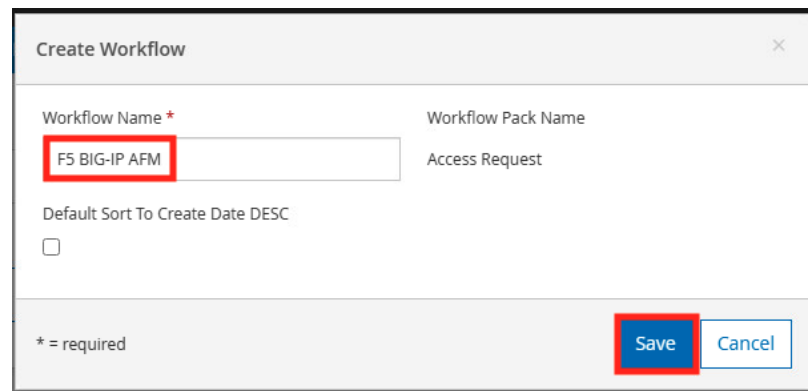 Create Workflow
×
Workflow Name *
Workflow Pack Name
F5 BIG-IP AFM
Access Request
Default Sort To Create Date DESC
* = required
Save
Cancel